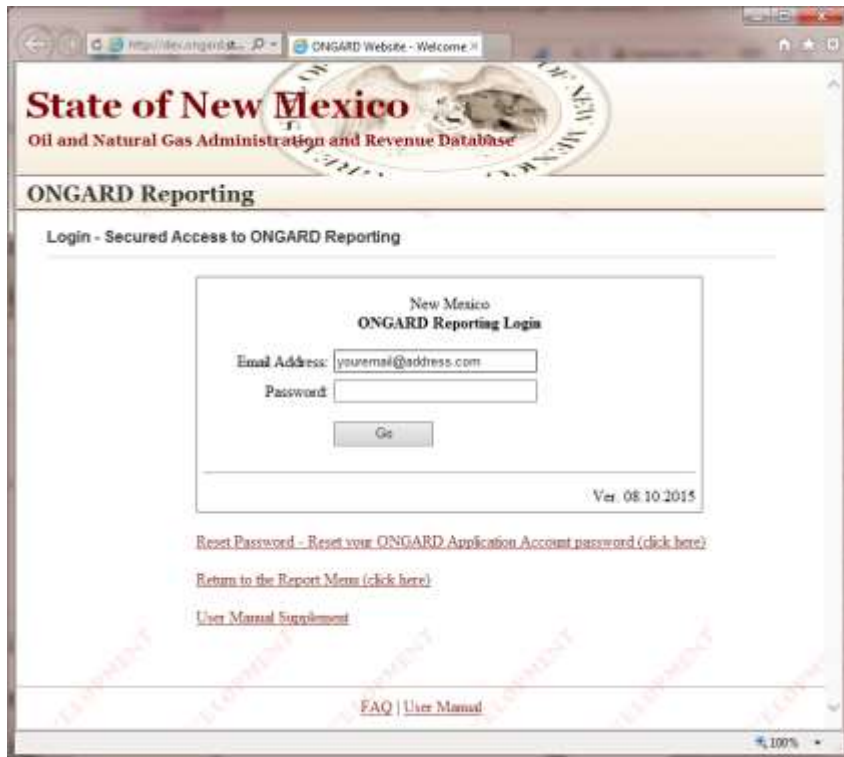 ONGARD Website - Welcome
OF NEW
State of New Mexico
Oil and Natural Gas Administration and Revenue Database
ONGARD Reporting
Login - Secured Access to ONGARD Reporting
New Mexico
ONGARD Reporting Login
Email Address: youremail@address.com
Password:
Go
Ver. 08.10.2015
Reset Password - Reset your ONGARD Application Account password (click here)
Return to the Report Menu (click here)
User Manual Supplement
FAQ | User Manual
100%